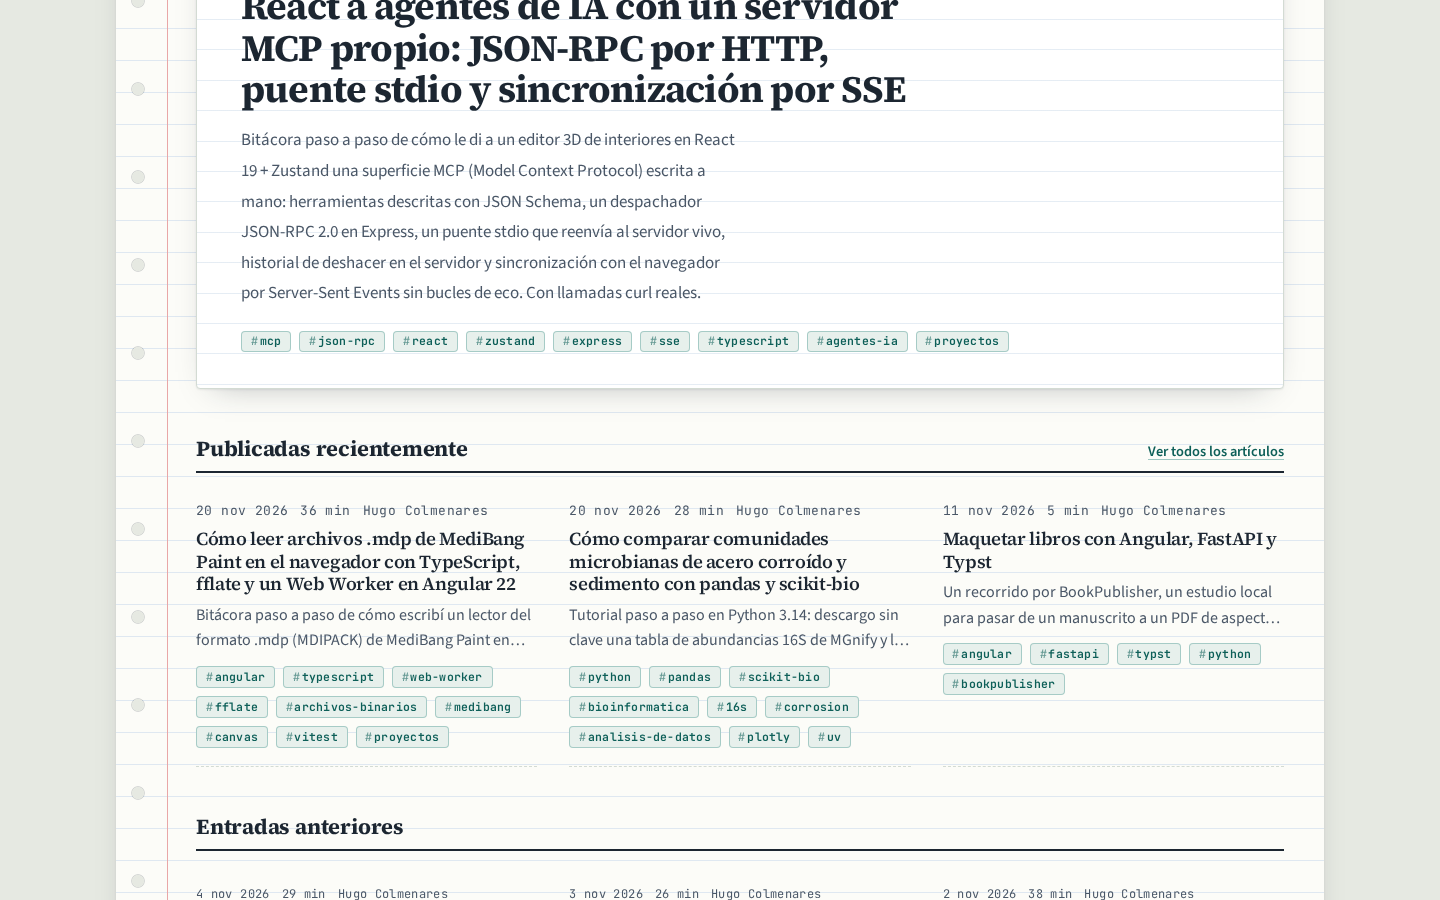 React a agentes de IA con un servidor
MCP propio: JSON-RPC por HTTP,
puente stdio y sincronización por SSE
Bitácora paso a paso de cómo le di a un editor 3D de interiores en React
19 + Zustand una superficie MCP (Model Context Protocol) escrita a
mano: herramientas descritas con JSON Schema, un despachador
JSON-RPC 2.0 en Express, un puente stdio que reenvía al servidor vivo,
historial de deshacer en el servidor y sincronización con el navegador
por Server-Sent Events sin bucles de eco. Con llamadas curl reales.
#mcp #json-rpc #react #zustand #express #sse #typescript #agentes-ia #proyectos
Publicadas recientemente
Ver todos los artículos
20 nov 2026 36 min Hugo Colmenares
Cómo leer archivos .mdp de MediBang
Paint en el navegador con TypeScript,
fflate y un Web Worker en Angular 22
Bitácora paso a paso de cómo escribí un lector del
formato .mdp (MDIPACK) de MediBang Paint en…
#angular #typescript #web-worker
#fflate #archivos-binarios #medibang
#canvas #vitest #proyectos
20 nov 2026 28 min Hugo Colmenares
Cómo comparar comunidades
microbianas de acero corroído y
sedimento con pandas y scikit-bio
Tutorial paso a paso en Python 3.14: descargo sin
clave una tabla de abundancias 16S de MGnify y l…
#python #pandas #scikit-bio
#bioinformatica #16s #corrosion
#analisis-de-datos #plotly #uv
11 nov 2026 5 min Hugo Colmenares
Maquetar libros con Angular, FastAPI y
Typst
Un recorrido por BookPublisher, un estudio local
para pasar de un manuscrito a un PDF de aspect…
#angular #fastapi #typst #python
#bookpublisher
Entradas anteriores
4 nov 2026 29 min Hugo Colmenares
3 nov 2026 26 min Hugo Colmenares
2 nov 2026 38 min Hugo Colmenares